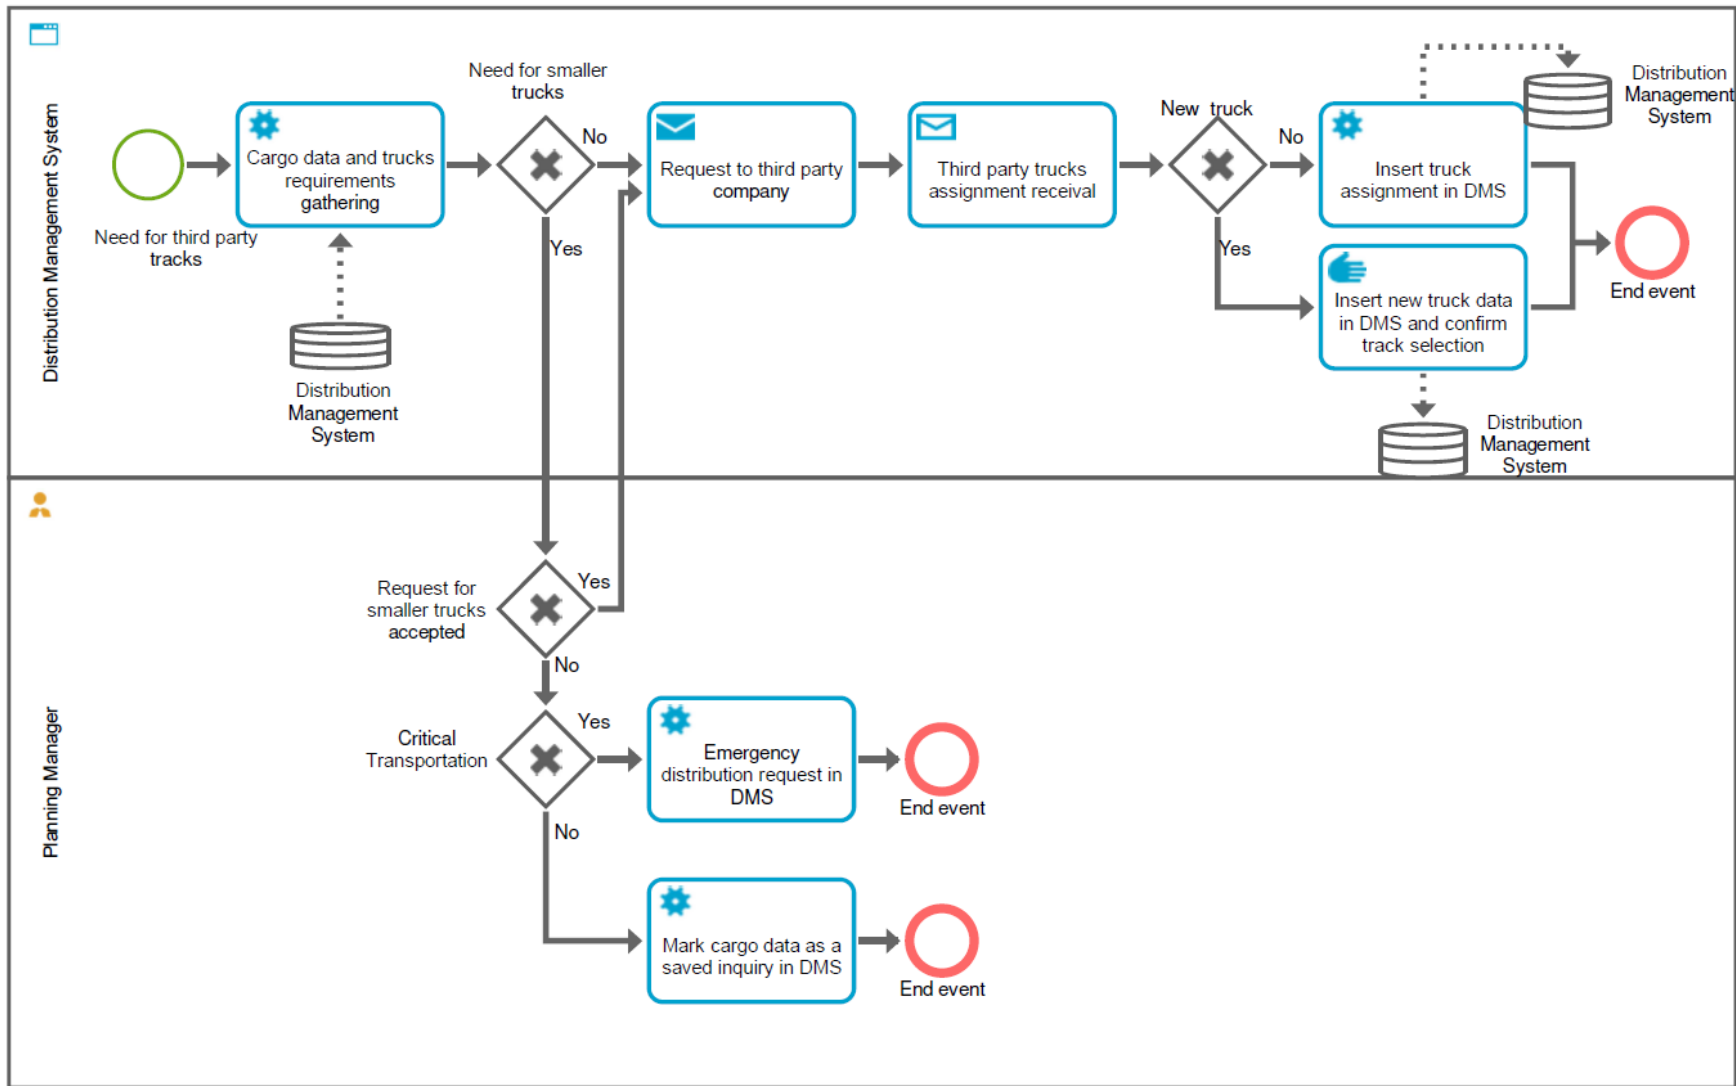 Distribution Management System
Need for third party
tracks
Cargo data and trucks
requirements
gathering
Distribution
Management
System
Need for smaller
trucks
No
Yes
Request to third party
company
Third party trucks
assignment receival
New truck
No
Yes
Insert truck
assignment in DMS
Distribution
Management
System
Insert new truck data
in DMS and confirm
track selection
Distribution
Management
System
End event
Planning Manager
Request for
smaller trucks
accepted
Yes
No
Critical
Transportation
Yes
No
Emergency
distribution request in
DMS
End event
Mark cargo data as a
saved inquiry in DMS
End event